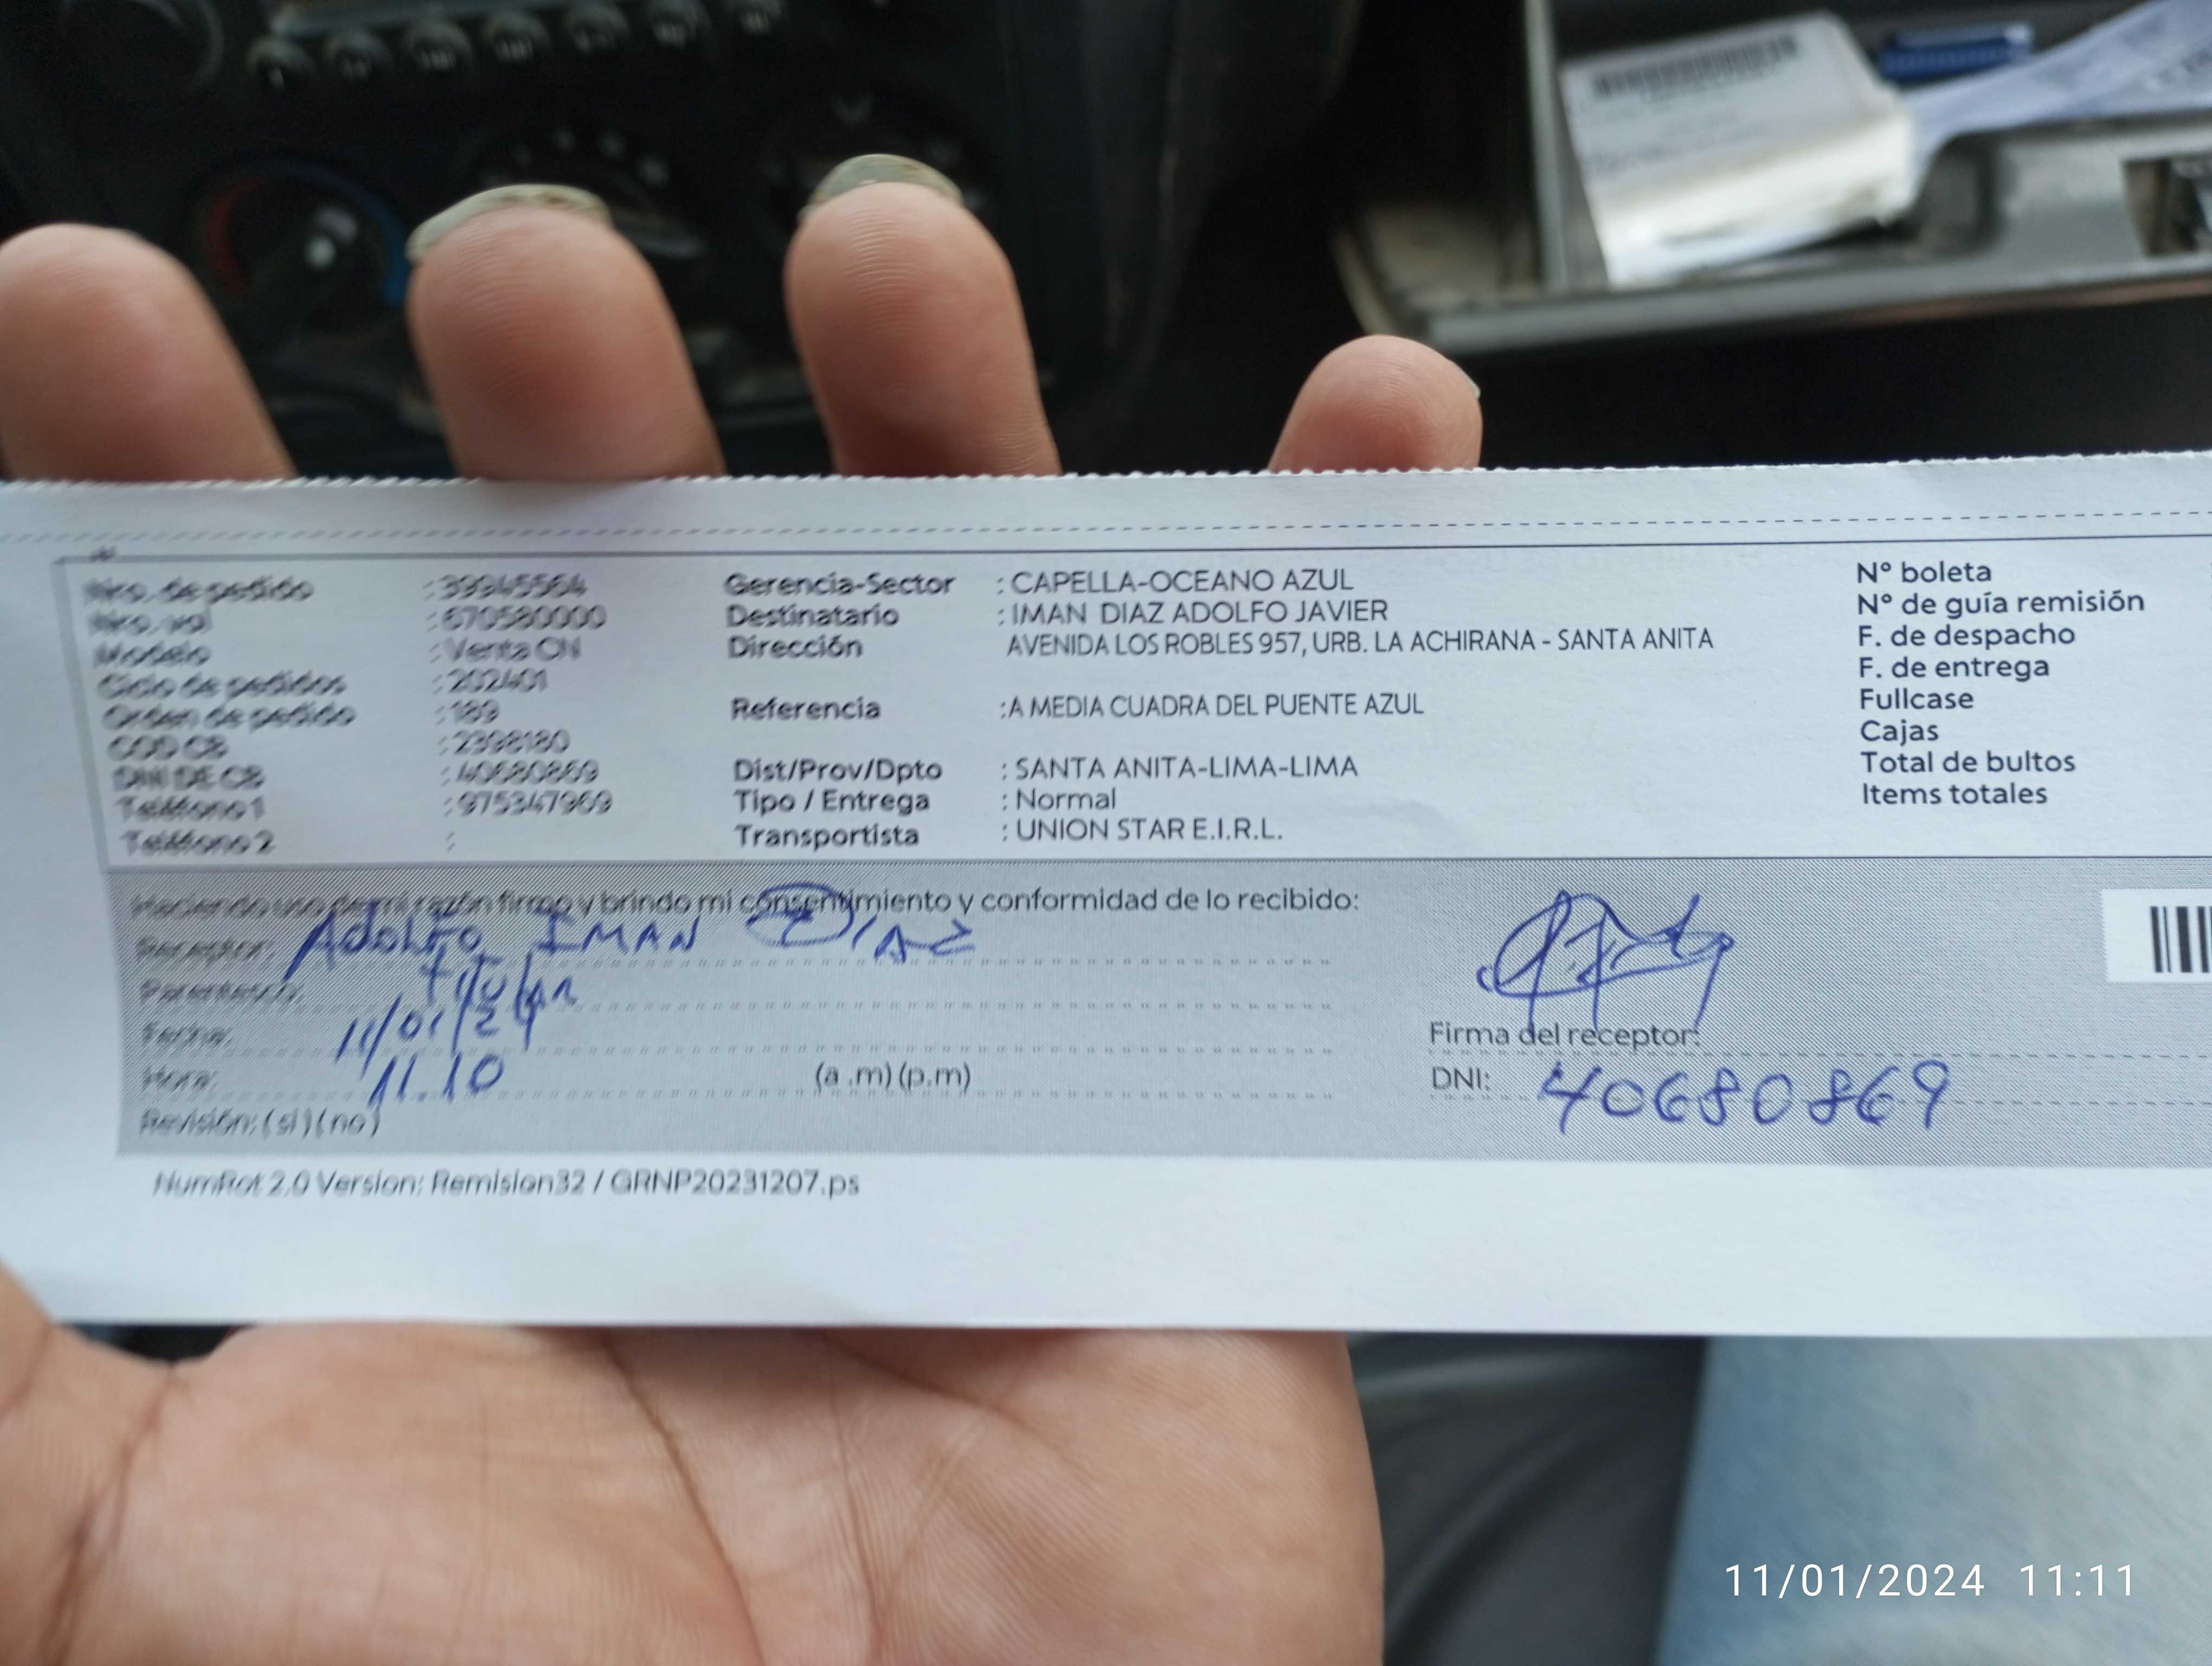 Nro. de pedido : 39945564 Gerencia-Sector : CAPELLA-OCEANO AZUL Nº boleta
Nro. val : 670580000 Destinatario : IMAN DIAZ ADOLFO JAVIER Nº de guía remisión
Modelo : Venta CN Dirección AVENIDA LOS ROBLES 957, URB. LA ACHIRANA - SANTA ANITA F. de despacho
Ciclo de pedidos : 202401 F. de entrega
Orden de pedido : 189 Referencia : A MEDIA CUADRA DEL PUENTE AZUL Fullcase
COD CB : 2398180 Cajas
DNI DE CB : 40680869 Dist/Prov/Dpto : SANTA ANITA-LIMA-LIMA Total de bultos
Teléfono 1 : 975347969 Tipo / Entrega : Normal Items totales
Teléfono 2 : Transportista : UNION STAR E.I.R.L.
Haciendo uso de mi razón firmo y brindo mi consentimiento y conformidad de lo recibido:
Receptor: Adolfo IMAN DIAZ
Parentesco: titular
Fecha: 11/01/24 Firma del receptor:
Hora: 11.10 (a .m) (p.m) DNI: 40680869
Revisión: ( si ) ( no )
NumRot 2.0 Version: Remision32 / GRNP20231207.ps
11/01/2024 11:11